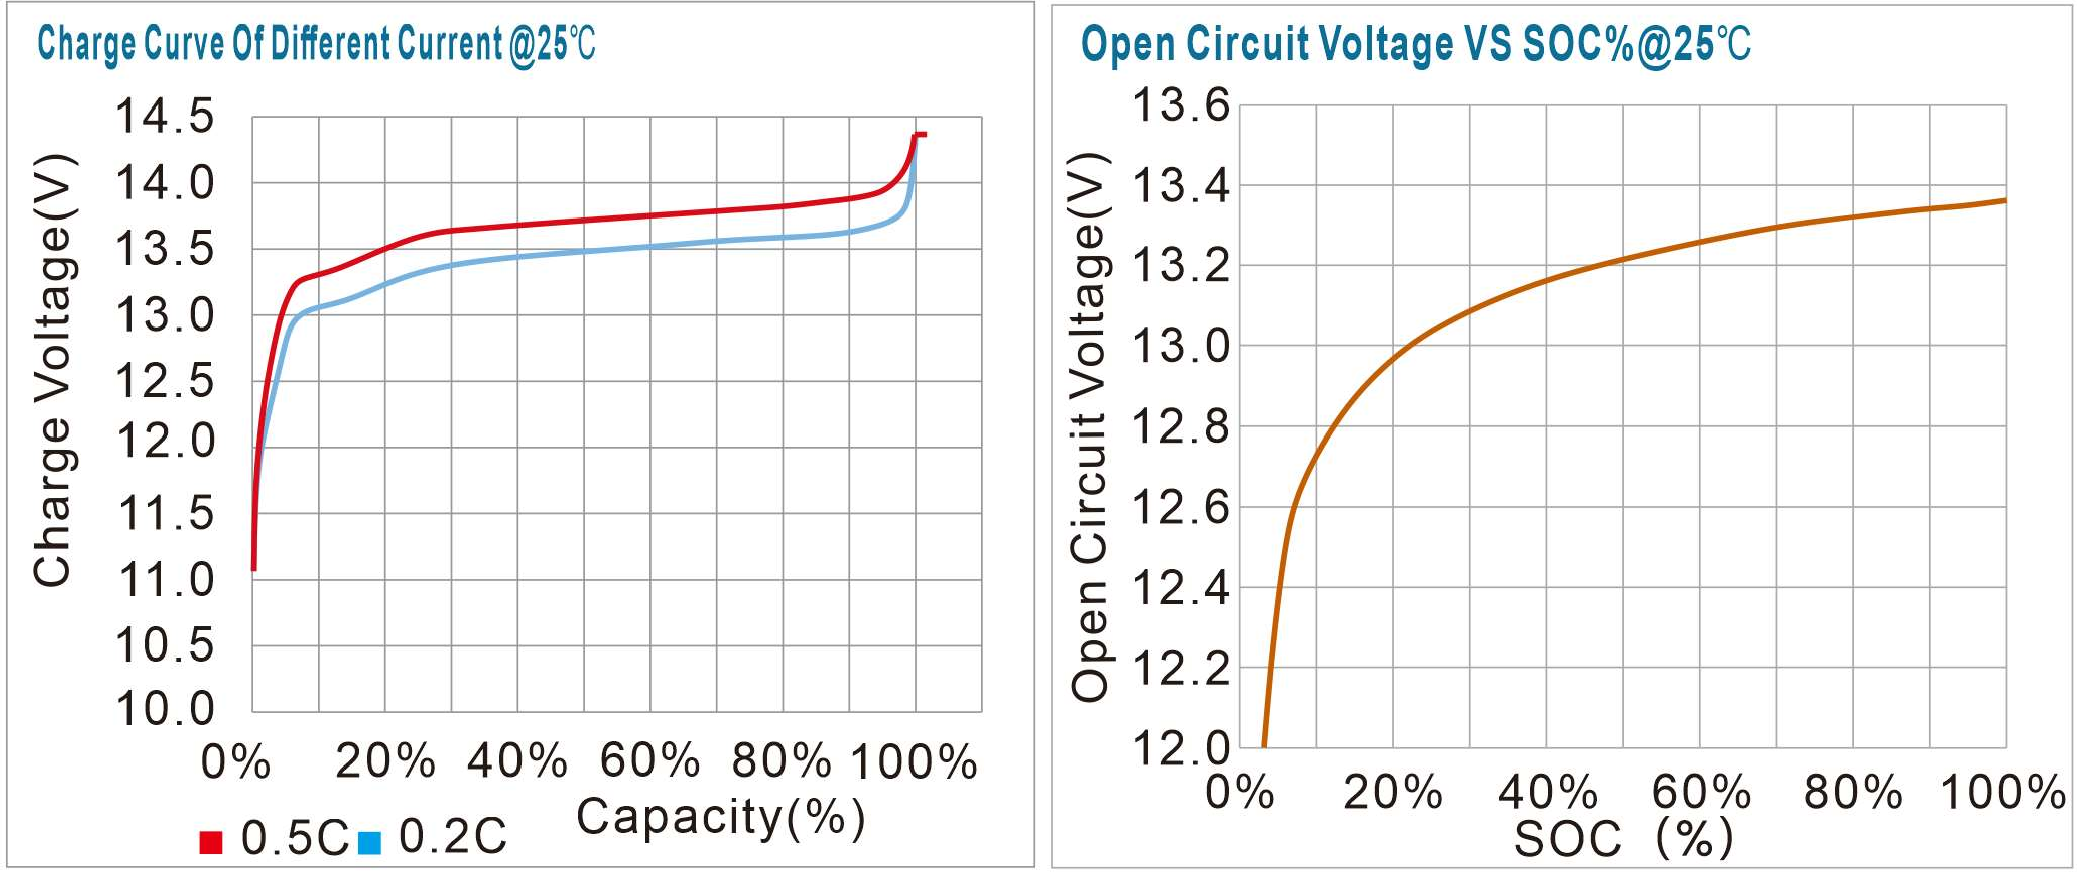 Charge Curve Of Different Current @25℃
Charge Voltage(V)
14.5
14.0
13.5
13.0
12.5
12.0
11.5
11.0
10.5
10.0
0% 20% 40% 60% 80% 100%
Capacity(%)
0.5C 0.2C
Open Circuit Voltage VS SOC%@25℃
Open Circuit Voltage(V)
13.6
13.4
13.2
13.0
12.8
12.6
12.4
12.2
12.0
0% 20% 40% 60% 80% 100%
SOC (%)